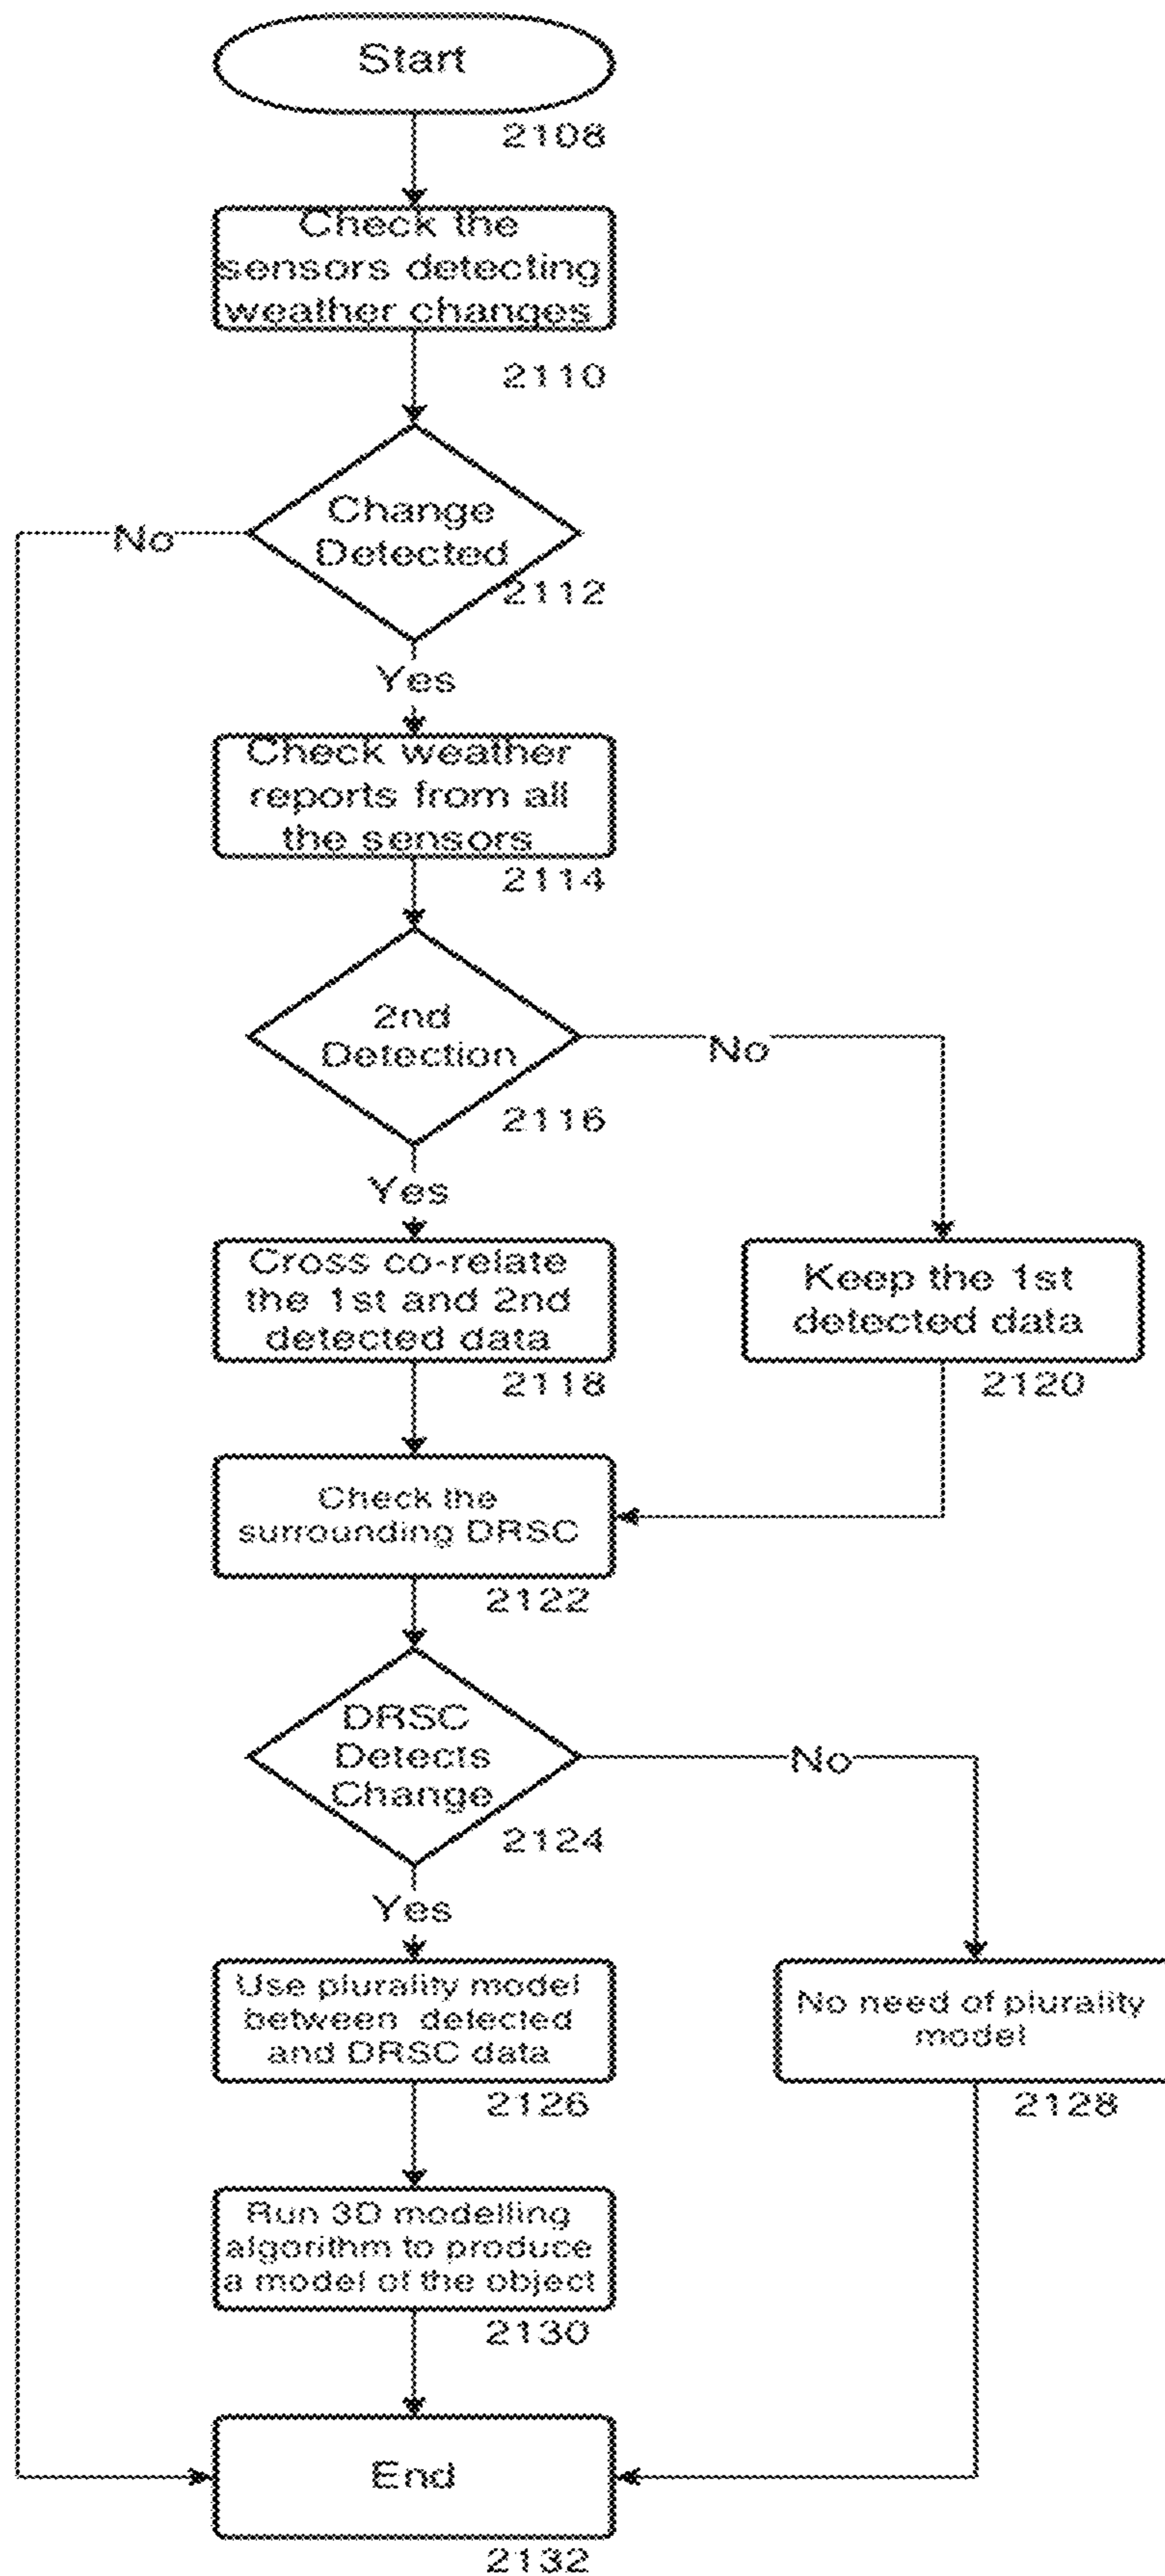 Start
2108
Check the
sensors detecting
weather changes
2110
Change
Detected
2112
No
Yes
Check weather
reports from all
the sensors
2114
2nd
Detection
2116
No
Yes
Cross co-relate
the 1st and 2nd
detected data
2118
Keep the 1st
detected data
2120
Check the
surrounding DRSC
2122
DRSC
Detects
Change
2124
No
Yes
Use plurality model
between detected
and DRSC data
2126
No need of plurality
model
2128
Run 3D modelling
algorithm to produce
a model of the object
2130
End
2132